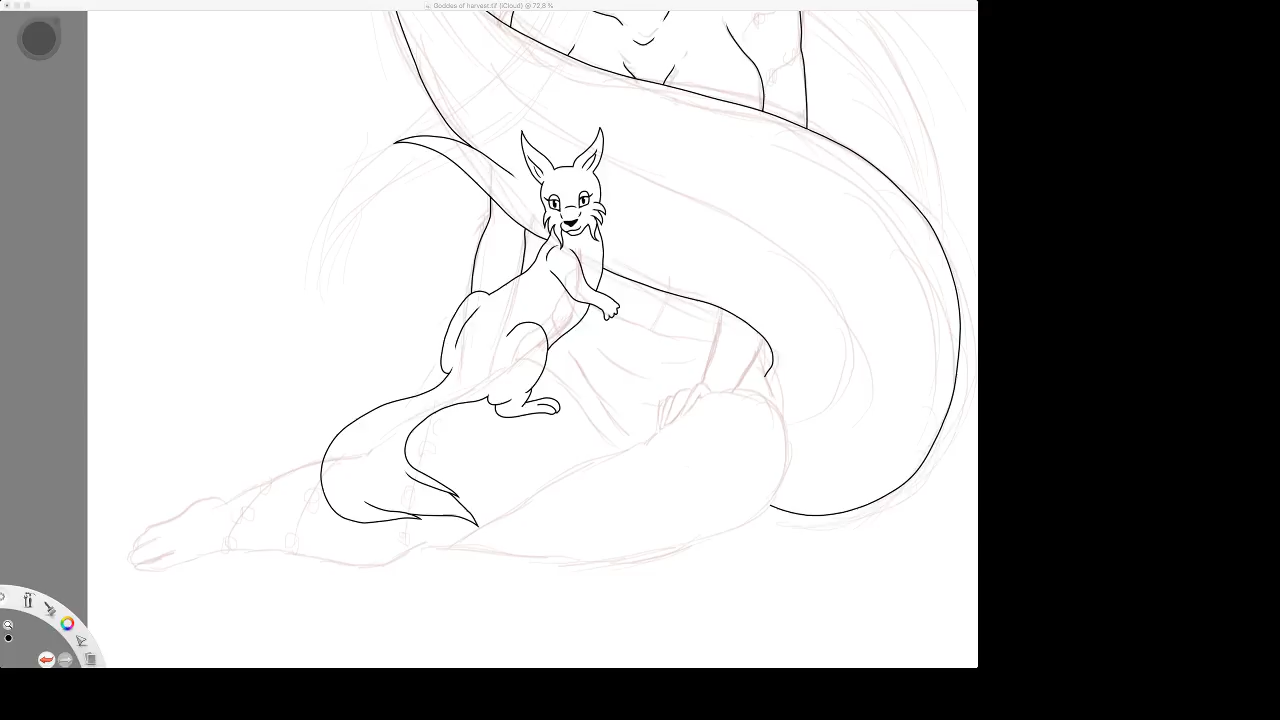 Goddes of harvest.tif (iCloud) @ 72,8 %